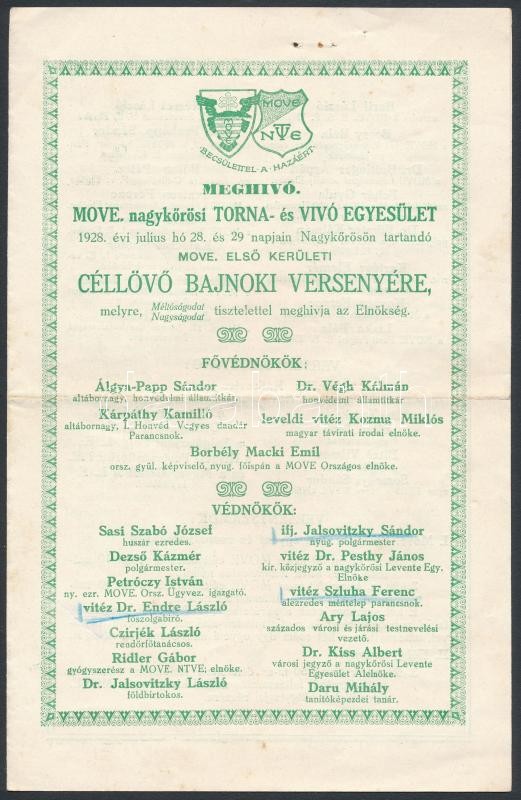 MOVE
NTE
BECSÜLETTEL·A·HAZÁÉRT
MEGHIVÓ.
MOVE. nagykőrösi TORNA- és VIVÓ EGYESÜLET
1928. évi julius hó 28. és 29 napjain Nagykőrösön tartandó
MOVE. ELSŐ KERÜLETI
CÉLLÖVŐ BAJNOKI VERSENYÉRE,
melyre, Méltóságodat Nagyságodat tisztelettel meghivja az Elnökség.
FŐVÉDNÖKÖK:
Álgya-Papp Sándor
altábornagy, honvédelmi államtitkár.
Kárpáthy Kamilló
altábornagy, I. Honvéd Vegyes dandár
Parancsnok.
Dr. Végh Kálmán
honvédelmi államtitkár
leveldi vitéz Kozma Miklós
magyar távirati irodai elnöke.
Borbély Macki Emil
orsz. gyül. képviselő, nyug. főispán a MOVE Országos elnöke.
VÉDNÖKÖK:
Sasi Szabó József
huszár ezredes.
Dezső Kázmér
polgármester.
Petróczy István
ny. ezr. MOVE. Orsz. Ügyvez. igazgató.
vitéz Dr. Endre László
főszolgabiró.
Czirjék László
rendőrfőtanácsos.
Ridler Gábor
gyógyszerész a MOVE. NTVE; elnöke.
Dr. Jalsovitzky László
földbirtokos.
ifj. Jalsovitzky Sándor
nyug. polgármester
vitéz Dr. Pesthy János
kir. közjegyző a nagykőrösi Levente Egy.
Elnöke
vitéz Szluha Ferenc
alezredes méntelep parancsnok.
Ary Lajos
százados városi és járási testnevelési
vezető.
Dr. Kiss Albert
városi jegyző a nagykőrösi Levente
Egyesület Alelnöke.
Daru Mihály
tanitóképezdei tanár.